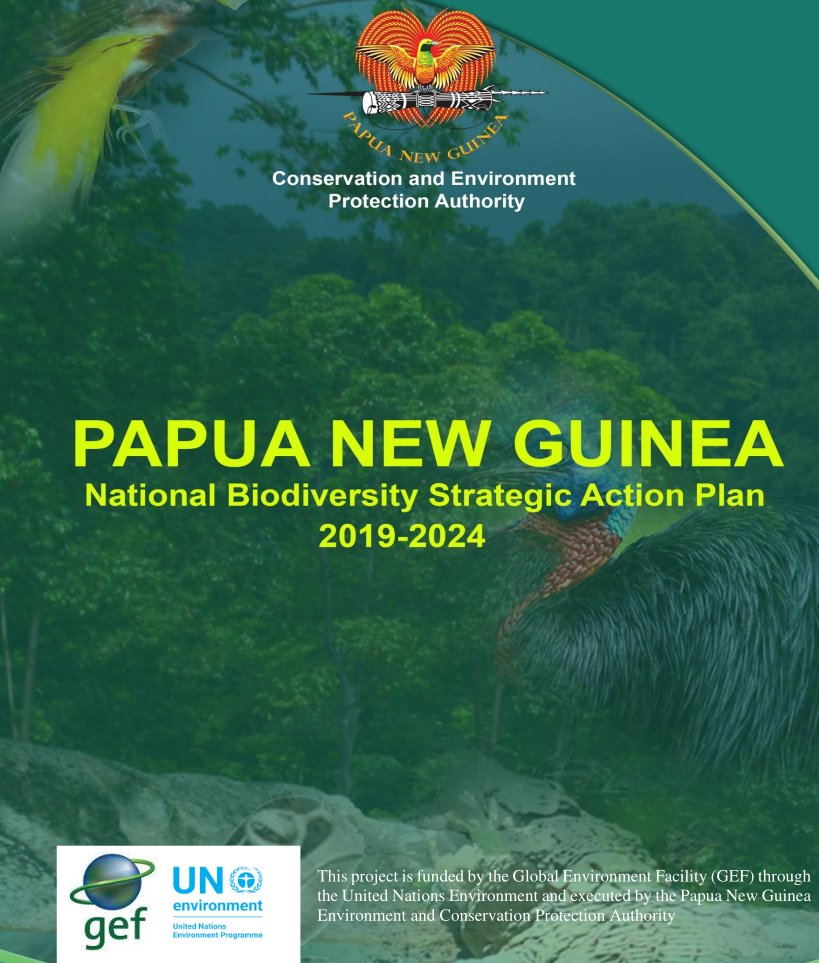 PAPUA NEW GUINEA
Conservation and Environment
Protection Authority
PAPUA NEW GUINEA
National Biodiversity Strategic Action Plan
2019-2024
gef
UN
environment
United Nations
Environment Programme
This project is funded by the Global Environment Facility (GEF) through
the United Nations Environment and executed by the Papua New Guinea
Environment and Conservation Protection Authority